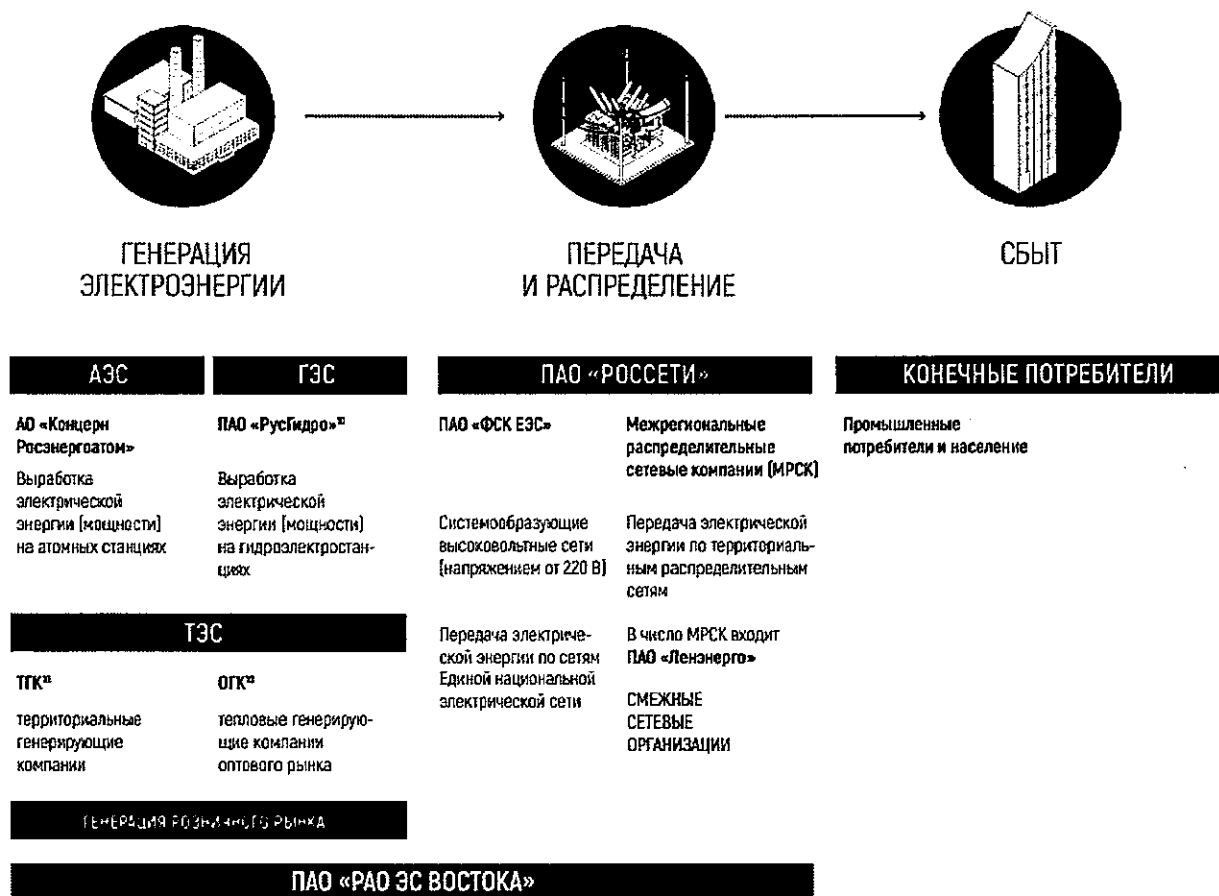 ГЕНЕРАЦИЯ
ЭЛЕКТРОЭНЕРГИИ
ПЕРЕДАЧА
И РАСПРЕДЕЛЕНИЕ
СБЫТ
АЭС
ГЭС
АО «Концерн
Росэнергоатом»
Выработка
электрической
энергии (мощности)
на атомных станциях
ПАО «РусГидро»¹⁰
Выработка
электрической
энергии (мощности)
на гидроэлектростан-
циях
ТЭС
ТГК¹¹
территориальные
генерирующие
компании
ОГК¹²
тепловые генерирую-
щие компании
оптового рынка
ГЕНЕРАЦИЯ РОЗНИЧНОГО РЫНКА
ПАО «РОССЕТИ»
ПАО «ФСК ЕЭС»
Системообразующие
высоковольтные сети
(напряжением от 220 В)
Передача электриче-
ской энергии по сетям
Единой национальной
электрической сети
Межрегиональные
распределительные
сетевые компании (МРСК)
Передача электрической
энергии по территориаль-
ным распределительным
сетям
В число МРСК входит
ПАО «Ленэнерго»
СМЕЖНЫЕ
СЕТЕВЫЕ
ОРГАНИЗАЦИИ
КОНЕЧНЫЕ ПОТРЕБИТЕЛИ
Промышленные
потребители и население
ПАО «РАО ЭС ВОСТОКА»